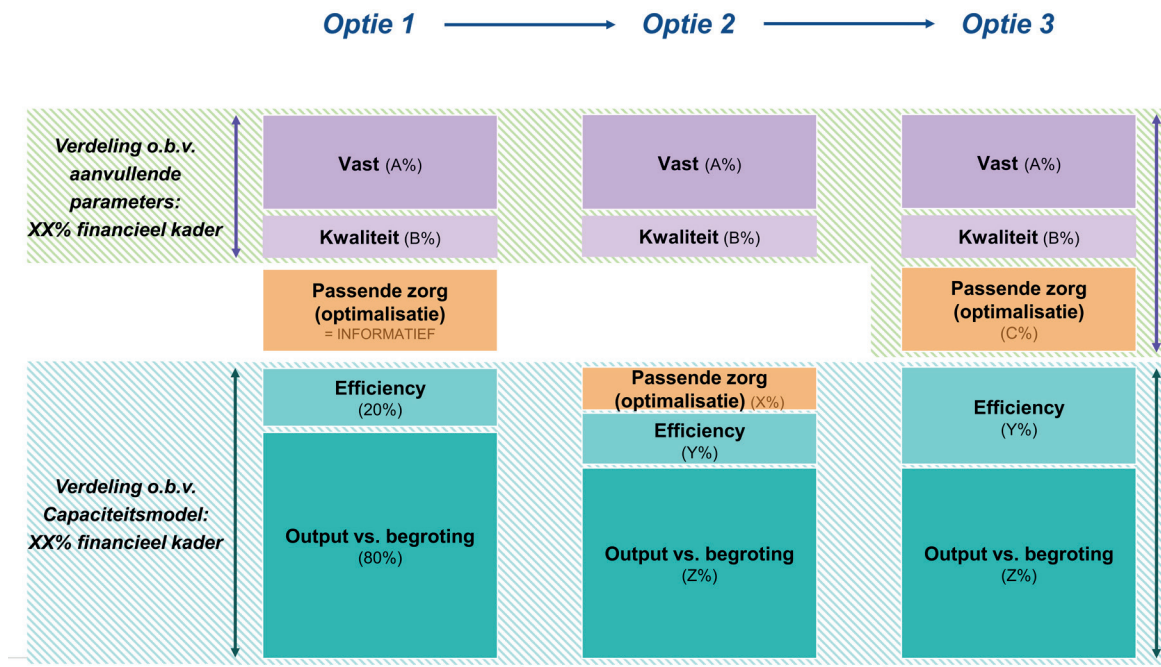 Optie 1
Optie 2
Optie 3
Verdeling o.b.v.
aanvullende
parameters:
XX% financieel kader
Vast (A%)
Vast (A%)
Vast (A%)
Kwaliteit (B%)
Kwaliteit (B%)
Kwaliteit (B%)
Passende zorg
(optimalisatie)
= INFORMATIEF
Passende zorg
(optimalisatie)
(C%)
Verdeling o.b.v.
Capaciteitsmodel:
XX% financieel kader
Efficiency
(20%)
Output vs. begroting
(80%)
Passende zorg
(optimalisatie) (X%)
Efficiency
(Y%)
Output vs. begroting
(Z%)
Efficiency
(Y%)
Output vs. begroting
(Z%)